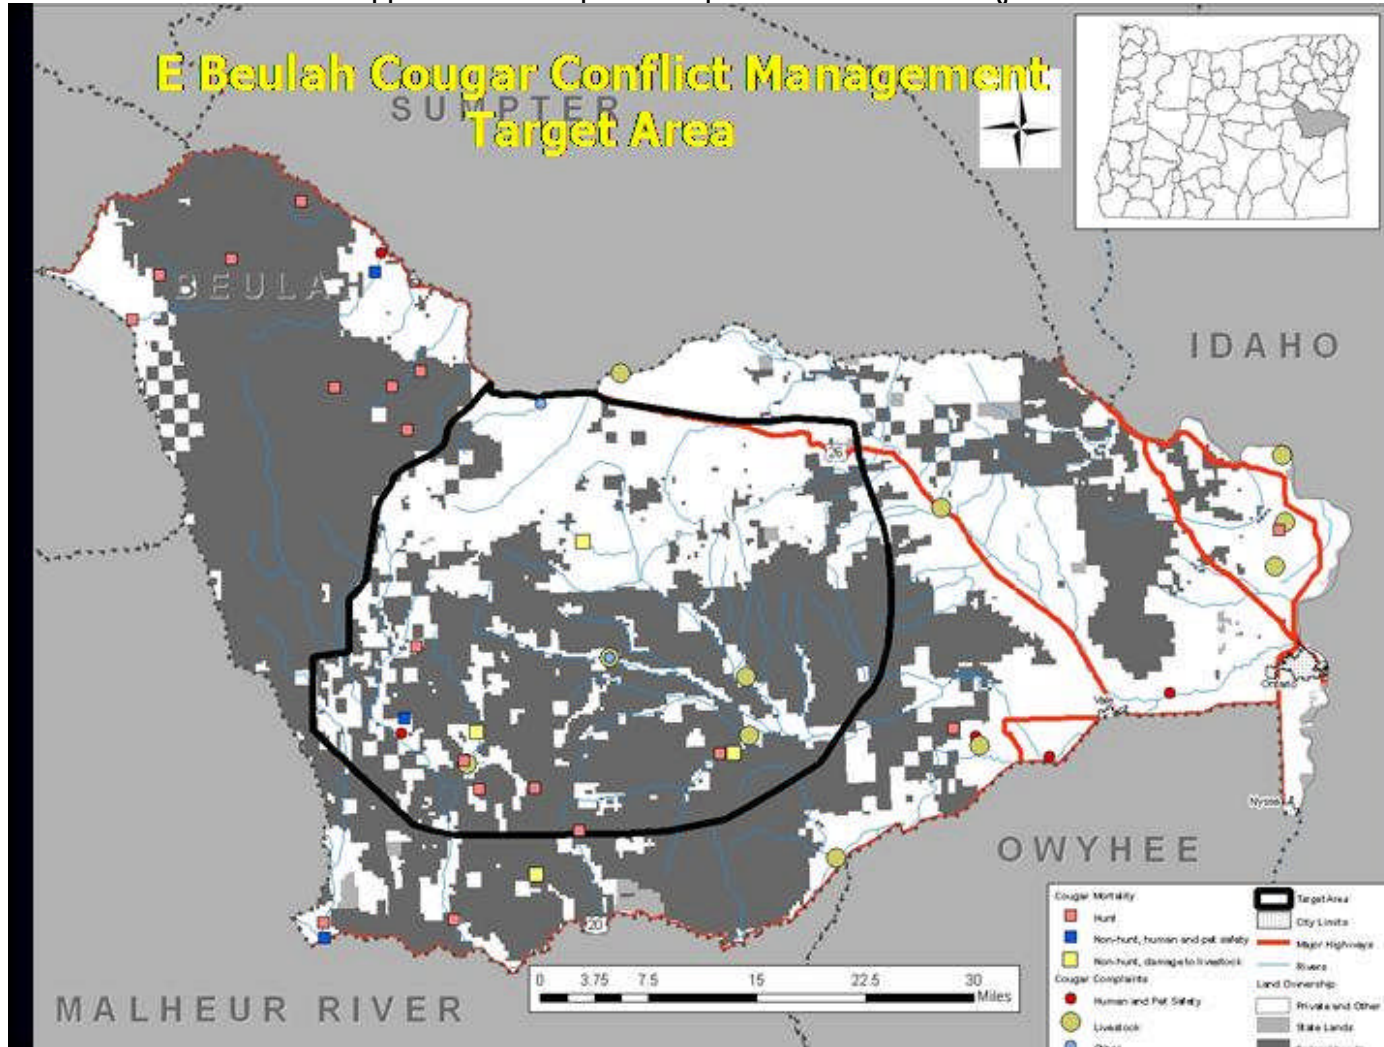 E Beulah Cougar Conflict Management
SUMPTER
Target Area
BEULAH
IDAHO
26
Vale
Ontario
Nyssa
OWYHEE
20
MALHEUR RIVER
0 3.75 7.5 15 22.5 30
Miles
Cougar Mortality
Hunt
Non-hunt, human and pet safety
Non-hunt, damage to livestock
Cougar Complaints
Human and Pet Safety
Livestock
Target Area
City Limits
Major Highways
Rivers
Land Ownership
Private and Other
State Lands